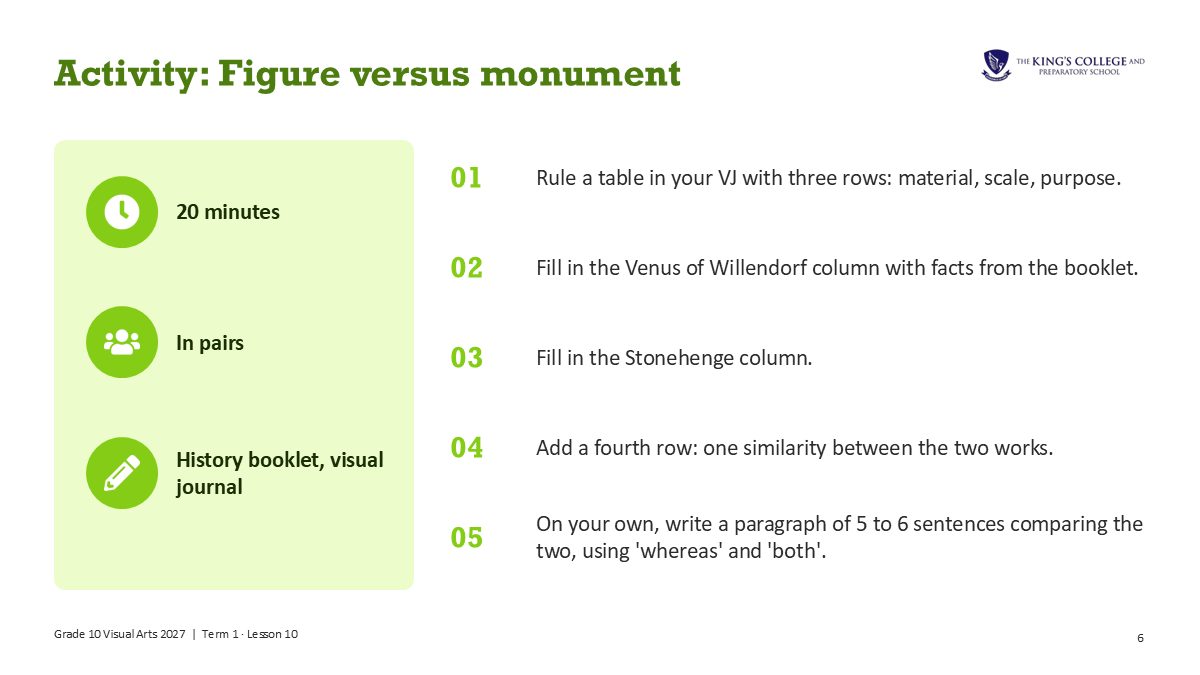 Activity: Figure versus monument
THE KING'S COLLEGE AND
PREPARATORY SCHOOL
20 minutes
In pairs
History booklet, visual
journal
01
Rule a table in your VJ with three rows: material, scale, purpose.
02
Fill in the Venus of Willendorf column with facts from the booklet.
03
Fill in the Stonehenge column.
04
Add a fourth row: one similarity between the two works.
05
On your own, write a paragraph of 5 to 6 sentences comparing the
two, using 'whereas' and 'both'.
Grade 10 Visual Arts 2027 | Term 1 · Lesson 10
6